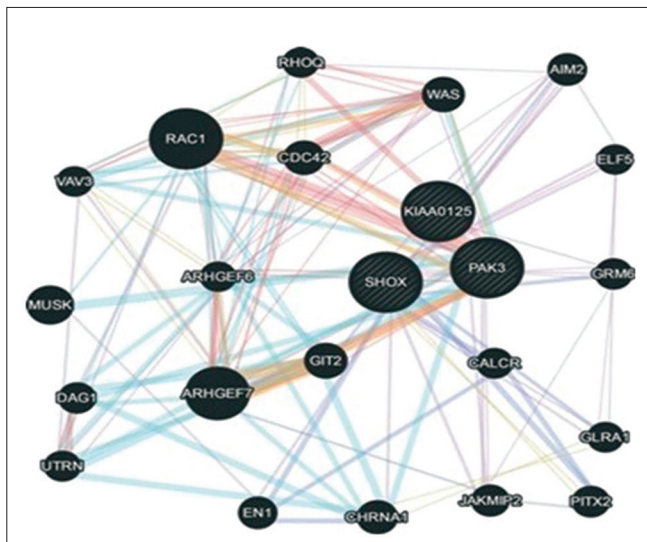 RHOQ
AIM2
WAS
RAC1
CDC42
ELF5
VAV3
KIAA0125
PAK3
ARHGEF6
SHOX
GRM6
MUSK
GIT2
CALCR
ARHGEF7
DAG1
GLRA1
UTRN
EN1
CHRNA1
JAKMIP2
PITX2